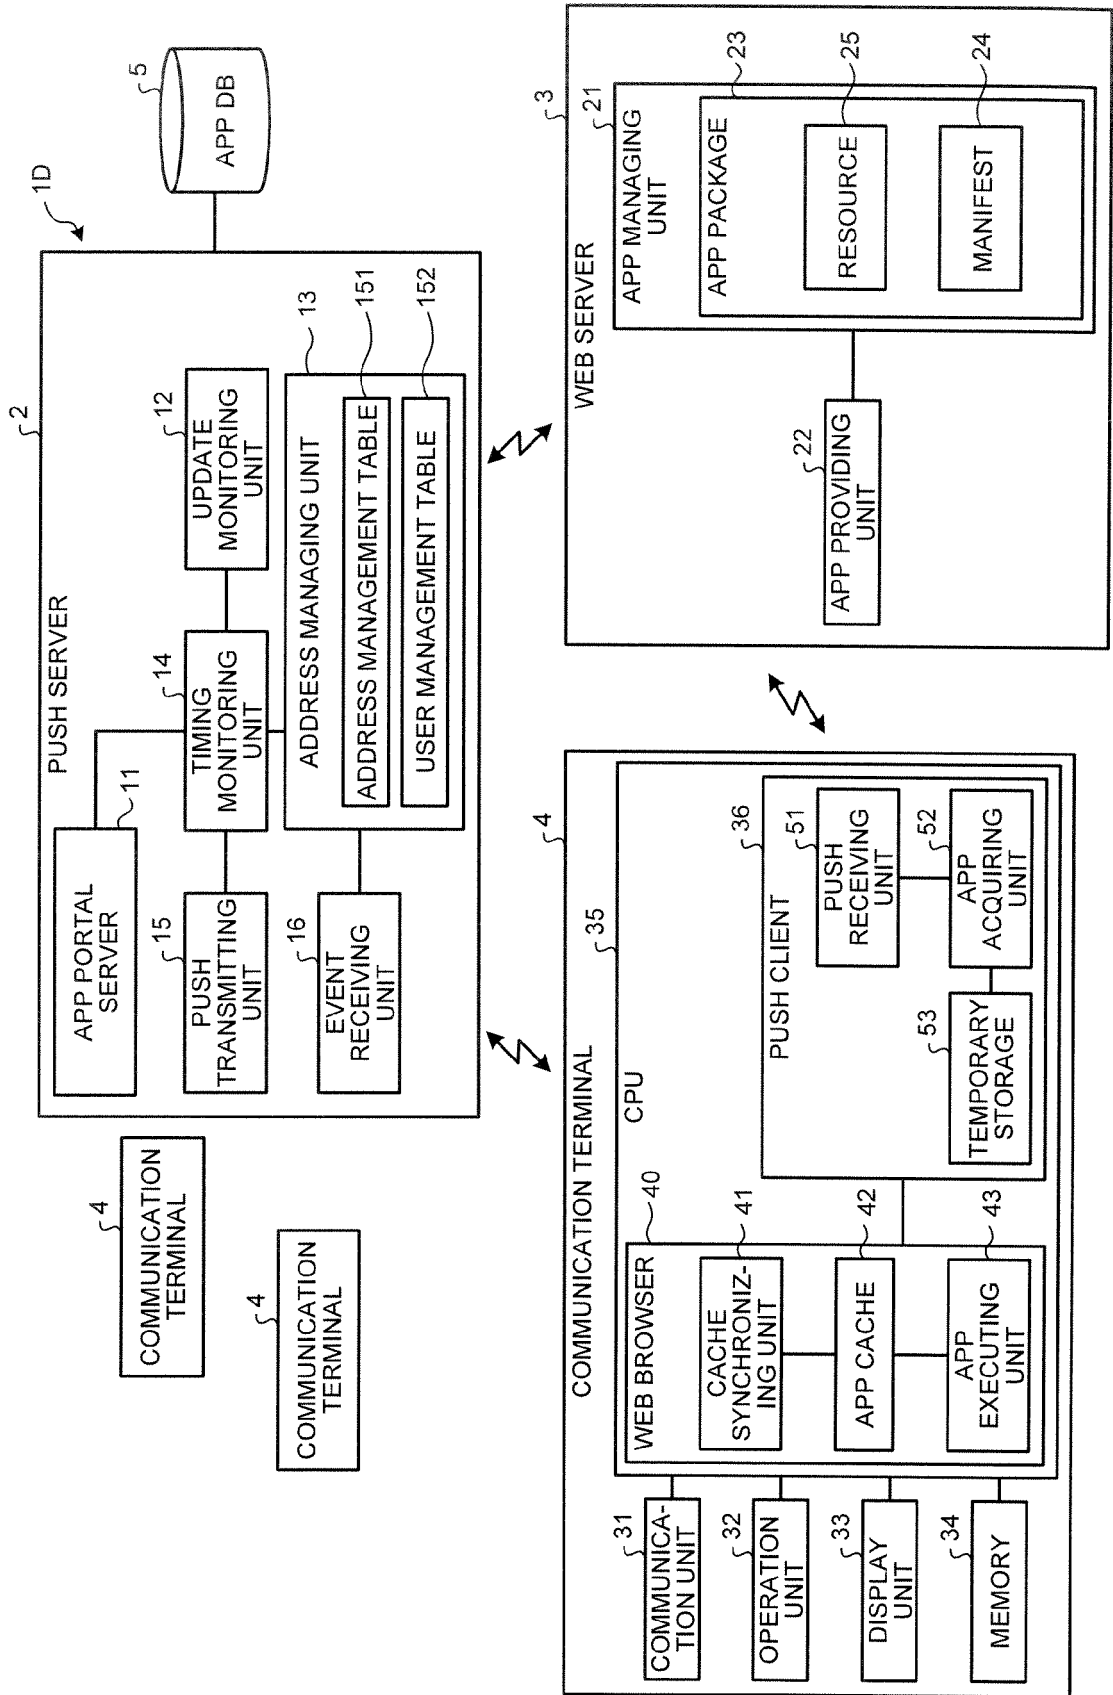 1D
5
APP DB
2
PUSH SERVER
11
APP PORTAL
SERVER
15
PUSH
TRANSMITTING
UNIT
14
TIMING
MONITORING
UNIT
12
UPDATE
MONITORING
UNIT
16
EVENT
RECEIVING
UNIT
13
ADDRESS MANAGING UNIT
151
ADDRESS MANAGEMENT TABLE
152
USER MANAGEMENT TABLE
4
COMMUNICATION
TERMINAL
4
COMMUNICATION
TERMINAL
4
COMMUNICATION TERMINAL
31
COMMUNICA-
TION UNIT
32
OPERATION
UNIT
33
DISPLAY
UNIT
34
MEMORY
35
CPU
40
WEB BROWSER
41
CACHE
SYNCHRONIZ-
ING UNIT
42
APP CACHE
43
APP
EXECUTING
UNIT
36
PUSH CLIENT
51
PUSH
RECEIVING
UNIT
52
APP
ACQUIRING
UNIT
53
TEMPORARY
STORAGE
3
WEB SERVER
22
APP PROVIDING
UNIT
21
APP MANAGING
UNIT
23
APP PACKAGE
25
RESOURCE
24
MANIFEST